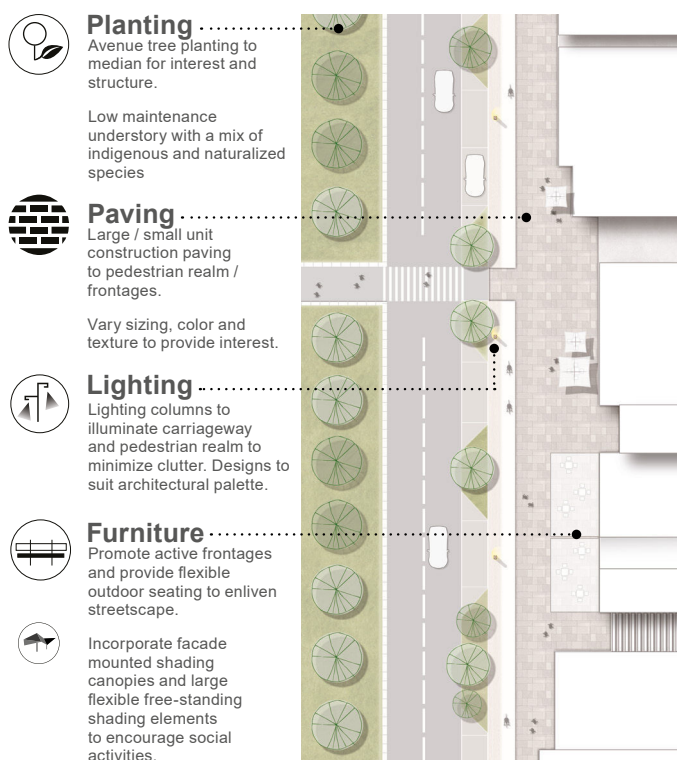 Planting
Avenue tree planting to
median for interest and
structure.
Low maintenance
understory with a mix of
indigenous and naturalized
species
Paving
Large / small unit
construction paving
to pedestrian realm /
frontages.
Vary sizing, color and
texture to provide interest.
Lighting
Lighting columns to
illuminate carriageway
and pedestrian realm to
minimize clutter. Designs to
suit architectural palette.
Furniture
Promote active frontages
and provide flexible
outdoor seating to enliven
streetscape.
Incorporate facade
mounted shading
canopies and large
flexible free-standing
shading elements
to encourage social
activities.